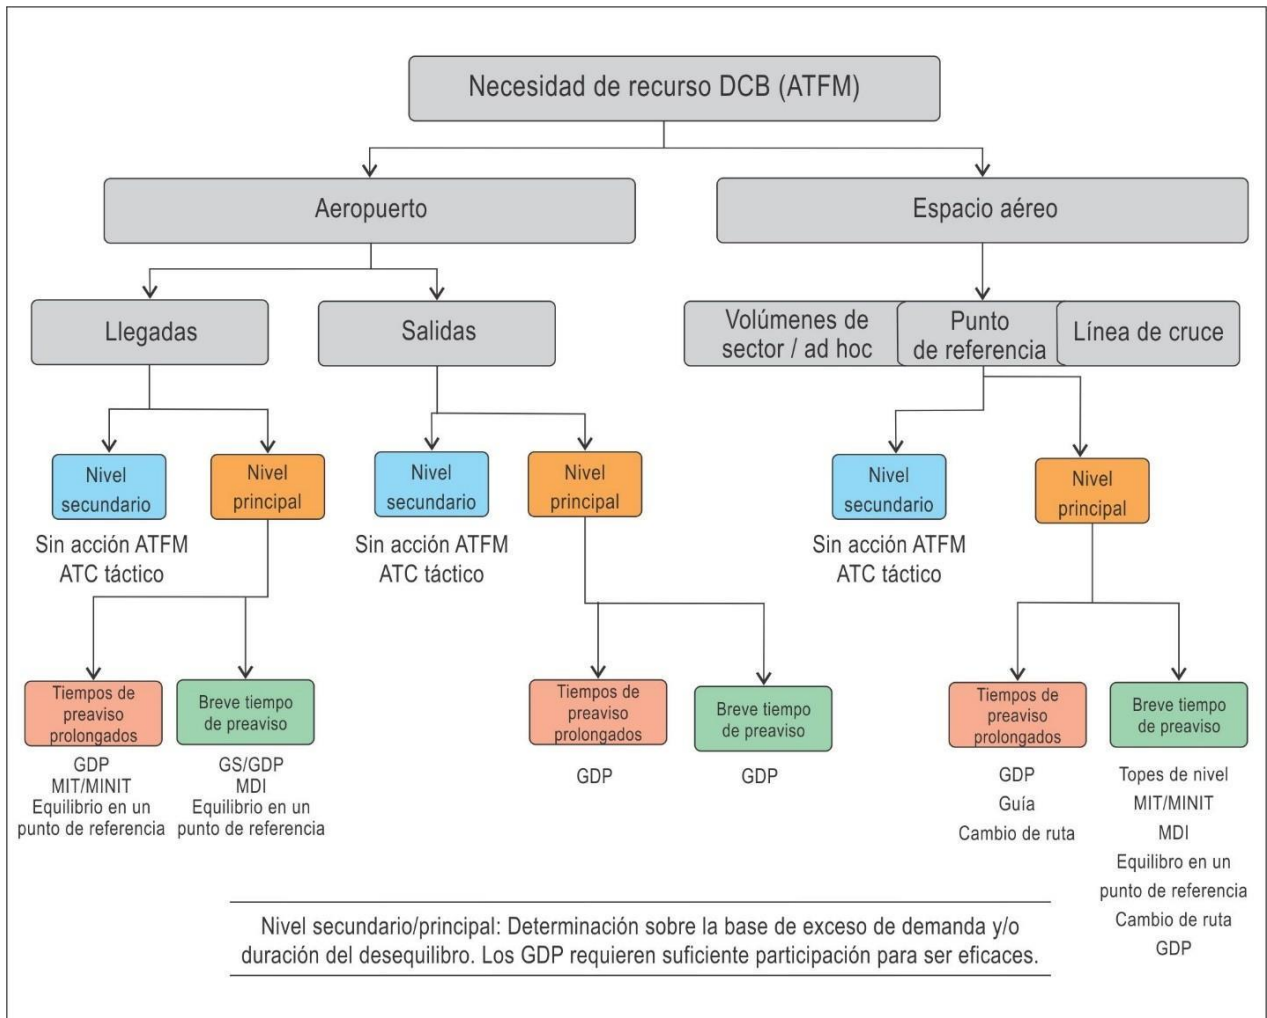 Necesidad de recurso DCB (ATFM)
Aeropuerto
Espacio aéreo
Llegadas
Salidas
Volúmenes de
sector / ad hoc
Punto
de referencia
Línea de cruce
Nivel
secundario
Nivel
principal
Nivel
secundario
Nivel
principal
Nivel
secundario
Nivel
principal
Sin acción ATFM
ATC táctico
Sin acción ATFM
ATC táctico
Sin acción ATFM
ATC táctico
Tiempos de
preaviso
prolongados
Breve tiempo
de preaviso
Tiempos de
preaviso
prolongados
Breve tiempo
de preaviso
Tiempos de
preaviso
prolongados
Breve tiempo
de preaviso
GDP
MIT/MINIT
Equilibrio en un
punto de referencia
GS/GDP
MDI
Equilibrio en un
punto de referencia
GDP
GDP
GDP
Guía
Cambio de ruta
Topes de nivel
MIT/MINIT
MDI
Equilibro en un
punto de referencia
Cambio de ruta
GDP
Nivel secundario/principal: Determinación sobre la base de exceso de demanda y/o
duración del desequilibro. Los GDP requieren suficiente participación para ser eficaces.